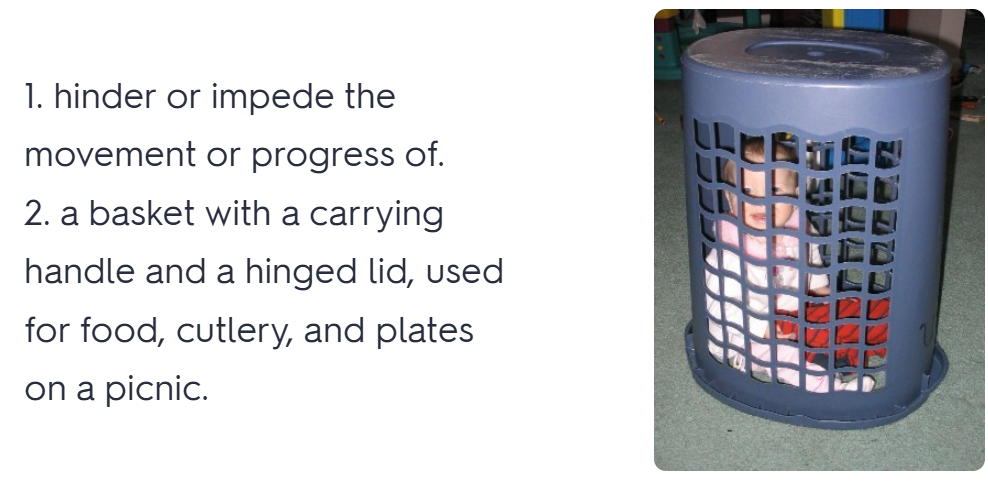 1. hinder or impede the
movement or progress of.
2. a basket with a carrying
handle and a hinged lid, used
for food, cutlery, and plates
on a picnic.